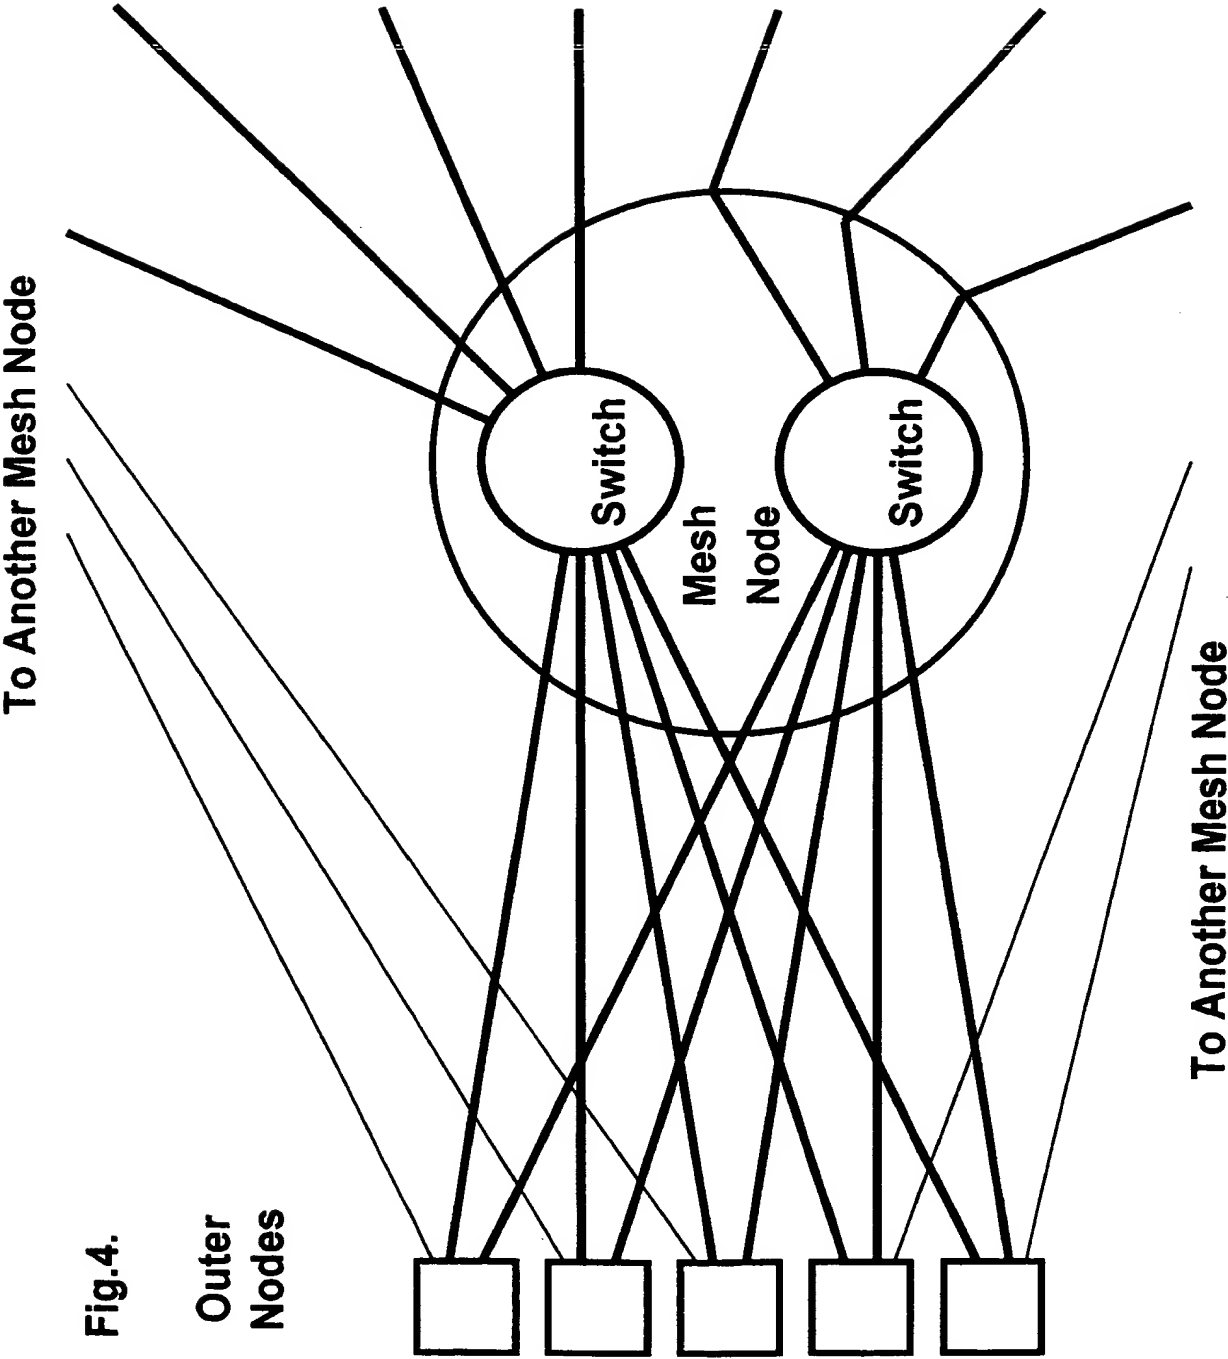 Fig.4.
To Another Mesh Node
Outer
Nodes
Switch
Mesh
Node
Switch
To Another Mesh Node